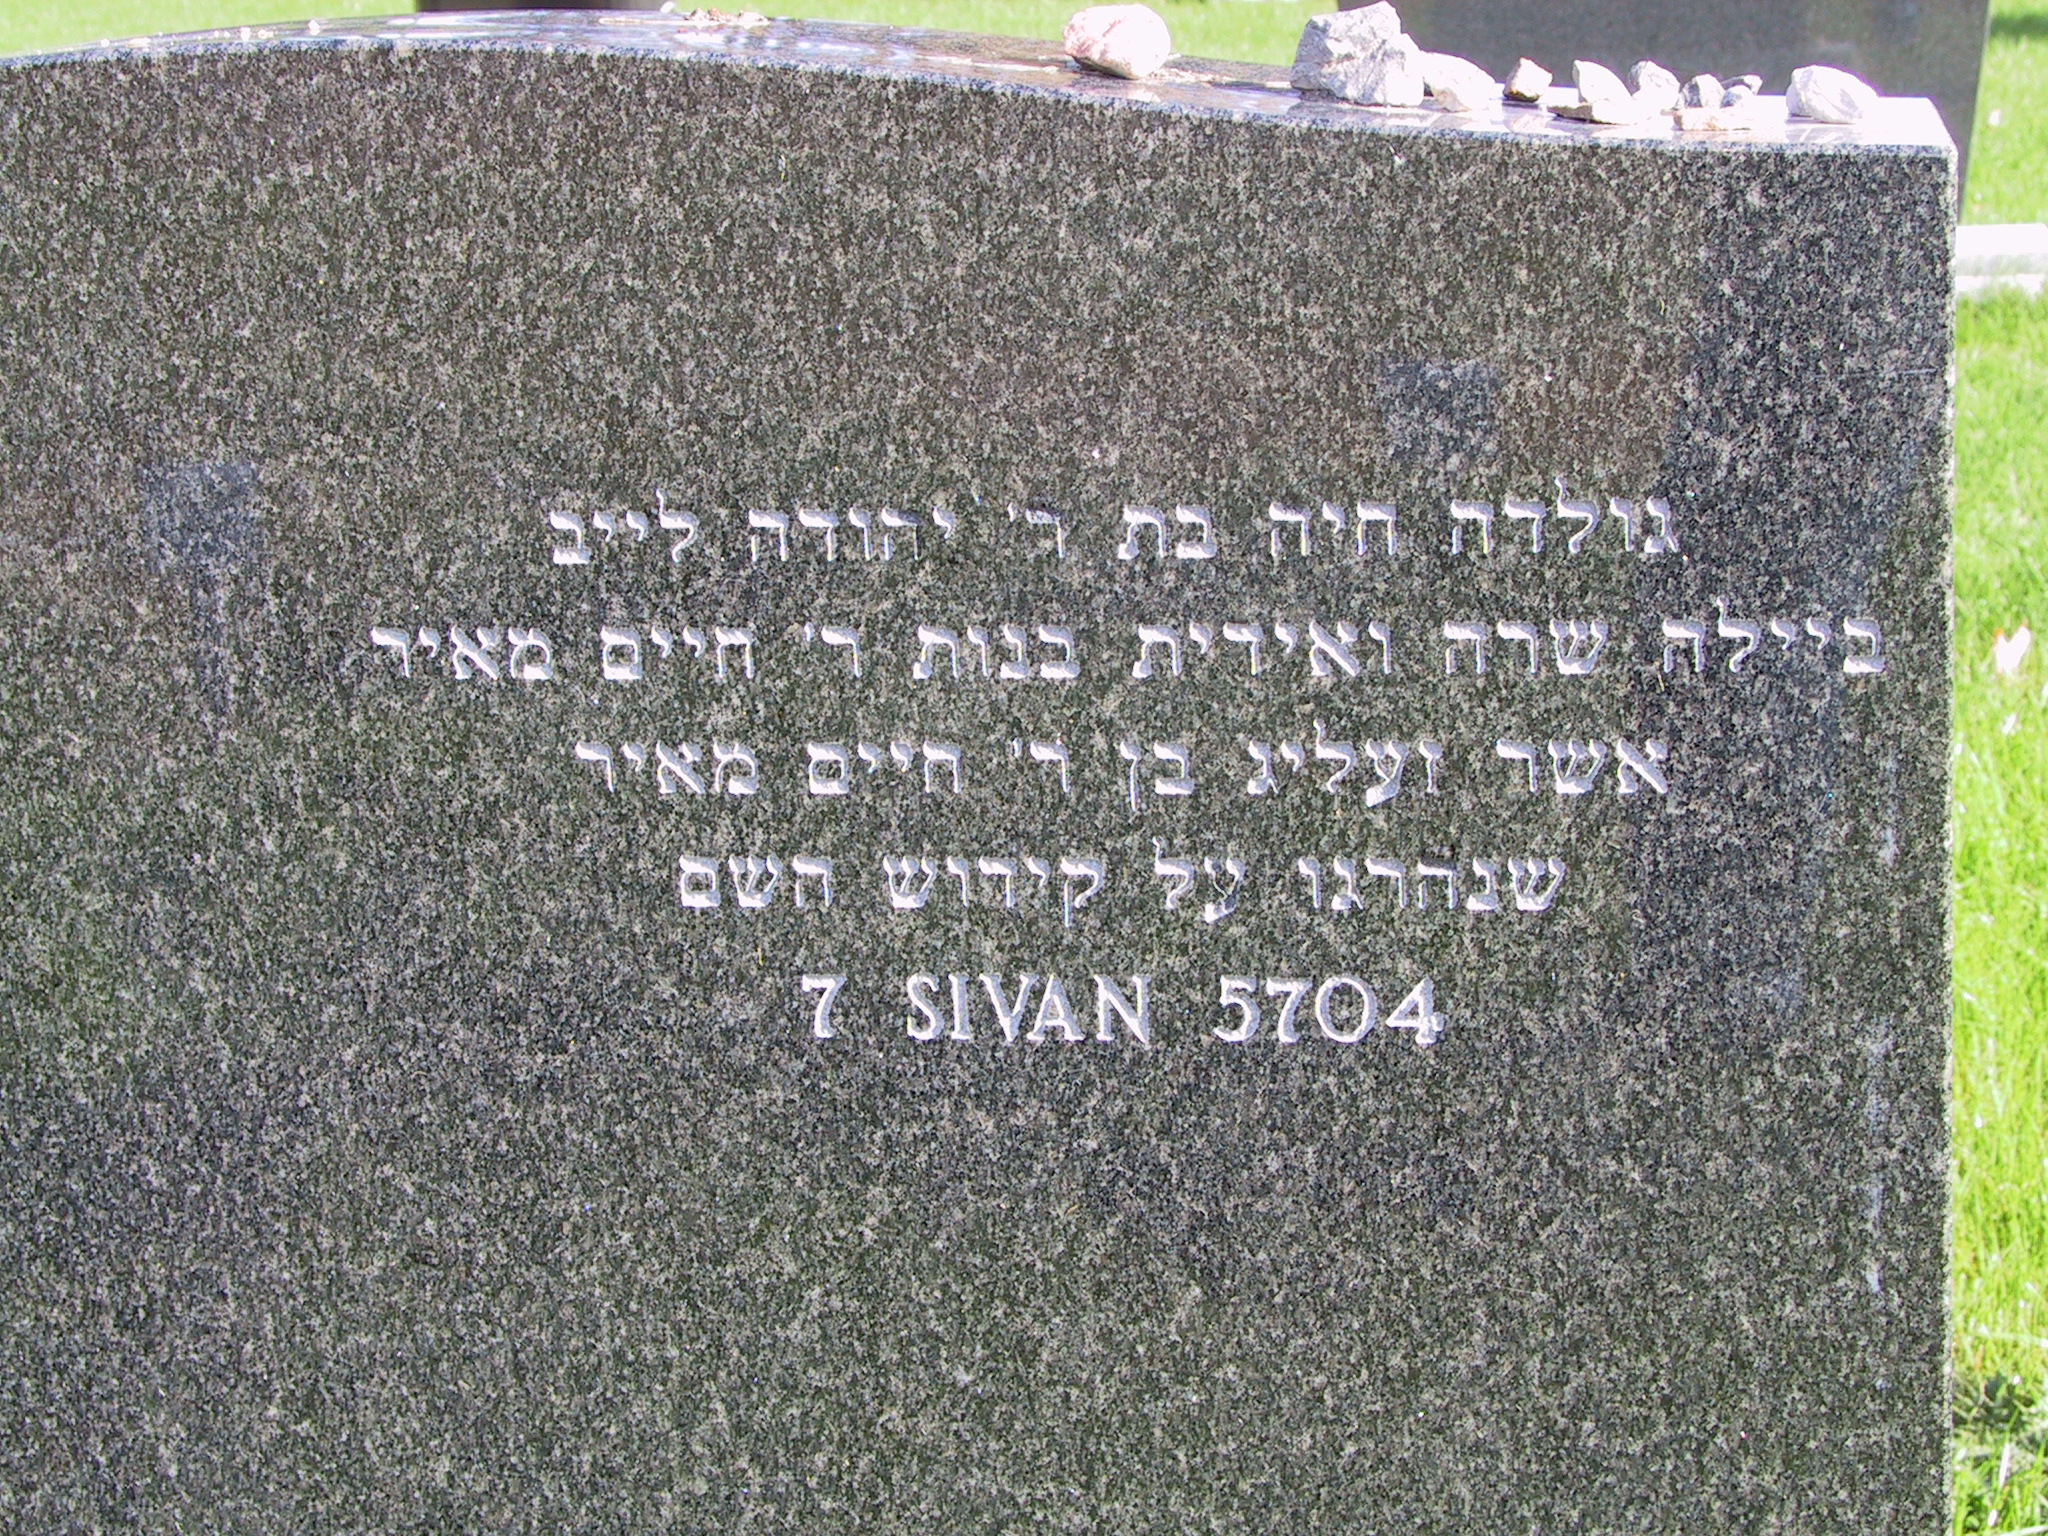 גולדה חיה בת ר' יהודה לייב
ביילה שרה ואידית בנות ר' חיים מאיר
אשר זעליג בן ר' חיים מאיר
שנהרגו על קידוש השם
7 SIVAN 5704